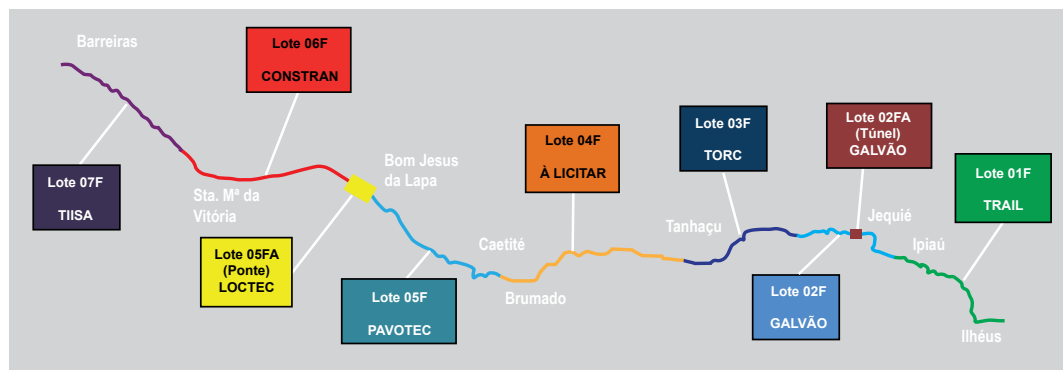 Barreiras
Lote 06F
CONSTRAN
Lote 07F
TIISA
Sta. Mª da
Vitória
Lote 05FA
(Ponte)
LOCTEC
Bom Jesus
da Lapa
Lote 05F
PAVOTEC
Caetité
Brumado
Lote 04F
À LICITAR
Tanhaçu
Lote 03F
TORC
Lote 02FA
(Túnel)
GALVÃO
Lote 02F
GALVÃO
Jequié
Ipiaú
Lote 01F
TRAIL
Ilhéus